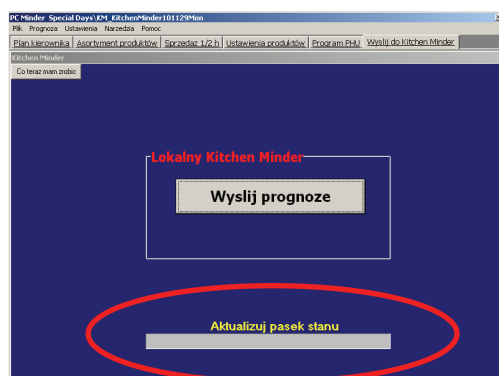 PC Minder Special Days\KM_KitchenMinder101129Mon
Plik Prognoza Ustawienia Narzedzia Pomoc
Plan kierownika Asortyment produktów Sprzedaz 1/2 h Ustawienia produktów Program PHU Wyslij do Kitchen Minder
Kitchen Minder
Co teraz mam zrobic
Lokalny Kitchen Minder
Wyslij prognoze
Aktualizuj pasek stanu